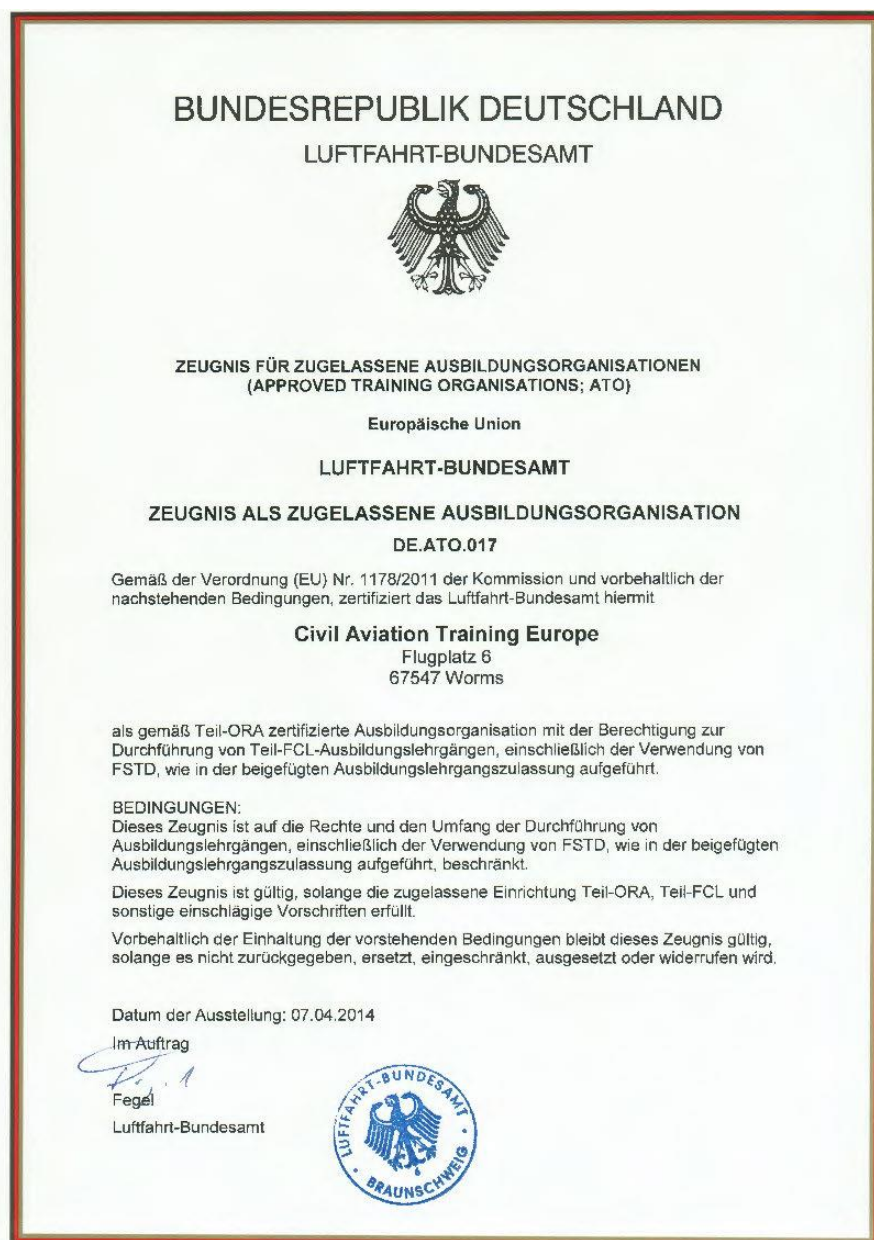 BUNDESREPUBLIK DEUTSCHLAND
LUFTFAHRT-BUNDESAMT
ZEUGNIS FÜR ZUGELASSENE AUSBILDUNGSORGANISATIONEN
(APPROVED TRAINING ORGANISATIONS; ATO)
Europäische Union
LUFTFAHRT-BUNDESAMT
ZEUGNIS ALS ZUGELASSENE AUSBILDUNGSORGANISATION
DE.ATO.017
Gemäß der Verordnung (EU) Nr. 1178/2011 der Kommission und vorbehaltlich der
nachstehenden Bedingungen, zertifiziert das Luftfahrt-Bundesamt hiermit
Civil Aviation Training Europe
Flugplatz 6
67547 Worms
als gemäß Teil-ORA zertifizierte Ausbildungsorganisation mit der Berechtigung zur
Durchführung von Teil-FCL-Ausbildungslehrgängen, einschließlich der Verwendung von
FSTD, wie in der beigefügten Ausbildungslehrgangszulassung aufgeführt.
BEDINGUNGEN:
Dieses Zeugnis ist auf die Rechte und den Umfang der Durchführung von
Ausbildungslehrgängen, einschließlich der Verwendung von FSTD, wie in der beigefügten
Ausbildungslehrgangszulassung aufgeführt, beschränkt.
Dieses Zeugnis ist gültig, solange die zugelassene Einrichtung Teil-ORA, Teil-FCL und
sonstige einschlägige Vorschriften erfüllt.
Vorbehaltlich der Einhaltung der vorstehenden Bedingungen bleibt dieses Zeugnis gültig,
solange es nicht zurückgegeben, ersetzt, eingeschränkt, ausgesetzt oder widerrufen wird.
Datum der Ausstellung: 07.04.2014
Im Auftrag
Fegel
Luftfahrt-Bundesamt
LUFTFAHRT-BUNDESAMT
BRAUNSCHWEIG